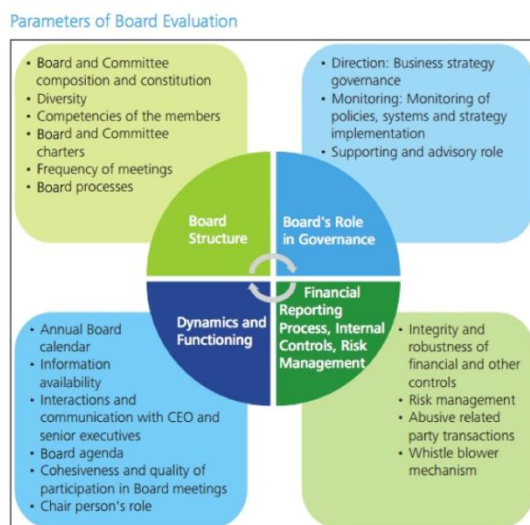 Parameters of Board Evaluation
• Board and Committee
composition and constitution
• Diversity
• Competencies of the members
• Board and Committee
charters
• Frequency of meetings
• Board processes
• Direction: Business strategy
governance
• Monitoring: Monitoring of
policies, systems and strategy
implementation
• Supporting and advisory role
Board
Structure
Board's Role
in Governance
Dynamics and
Functioning
Financial
Reporting
Process, Internal
Controls, Risk
Management
• Annual Board
calendar
• Information
availability
• Interactions and
communication with CEO and
senior executives
• Board agenda
• Cohesiveness and quality of
participation in Board meetings
• Chair person's role
• Integrity and
robustness of
financial and other
controls
• Risk management
• Abusive related
party transactions
• Whistle blower
mechanism